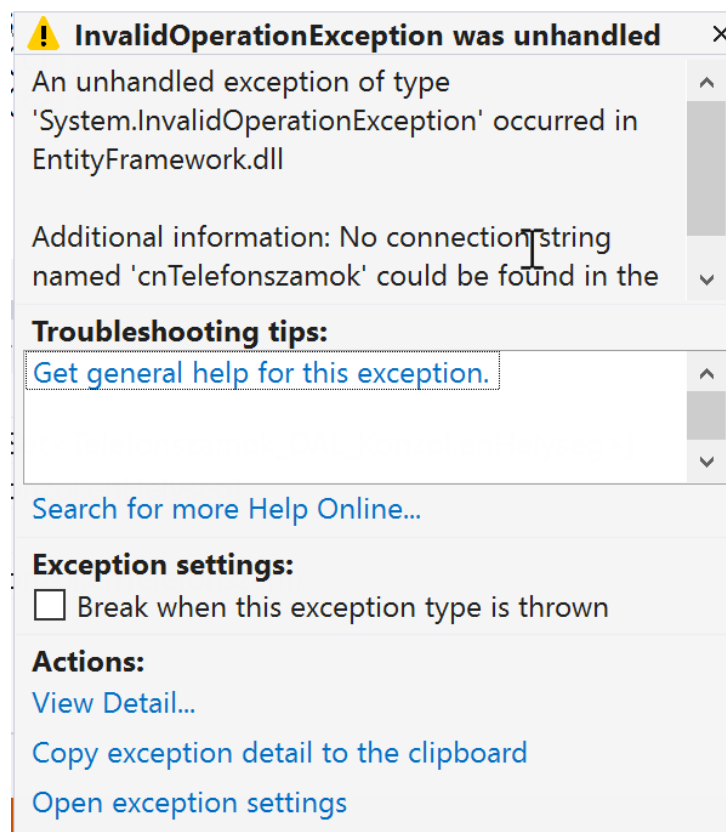 InvalidOperationException was unhandled
An unhandled exception of type
'System.InvalidOperationException' occurred in
EntityFramework.dll
Additional information: No connection string
named 'cnTelefonszamok' could be found in the
Troubleshooting tips:
Get general help for this exception.
Search for more Help Online...
Exception settings:
Break when this exception type is thrown
Actions:
View Detail...
Copy exception detail to the clipboard
Open exception settings